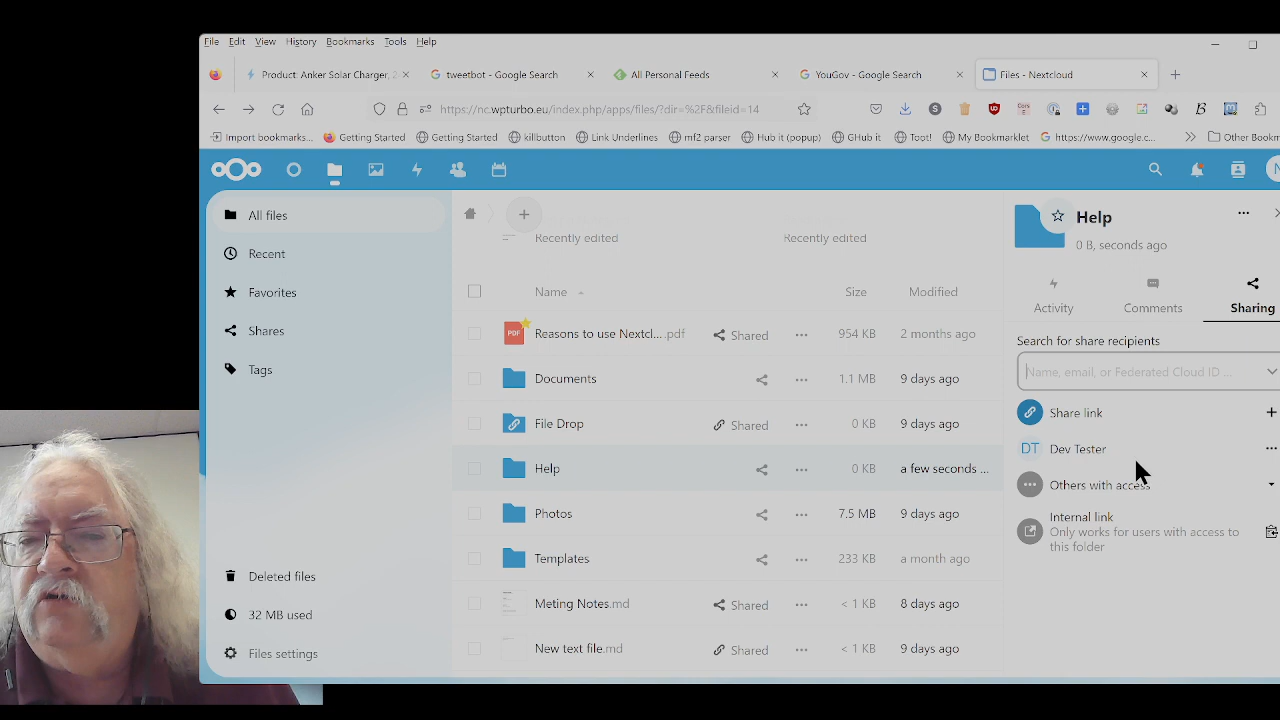 File Edit View History Bookmarks Tools Help
Product: Anker Solar Charger, 2
tweetbot - Google Search
All Personal Feeds
YouGov - Google Search
Files - Nextcloud
https://nc.wpturbo.eu/index.php/apps/files/?dir=%2F&fileid=14
Import bookmarks... Getting Started Getting Started killbutton Link Underlines mf2 parser Hub it (popup) GHub it Toot! My Bookmarklet https://www.google.c... Other Book
All files
Recent
Favorites
Shares
Tags
Deleted files
32 MB used
Files settings
Recently edited Recently edited
Name Size Modified
PDF Reasons to use Nextcl... .pdf Shared 954 KB 2 months ago
Documents 1.1 MB 9 days ago
File Drop Shared 0 KB 9 days ago
Help 0 KB a few seconds ...
Photos 7.5 MB 9 days ago
Templates 233 KB a month ago
Meting Notes.md Shared < 1 KB 8 days ago
New text file.md Shared < 1 KB 9 days ago
Help
0 B, seconds ago
Activity Comments Sharing
Search for share recipients
Name, email, or Federated Cloud ID ...
Share link
DT Dev Tester
Others with access
Internal link
Only works for users with access to
this folder